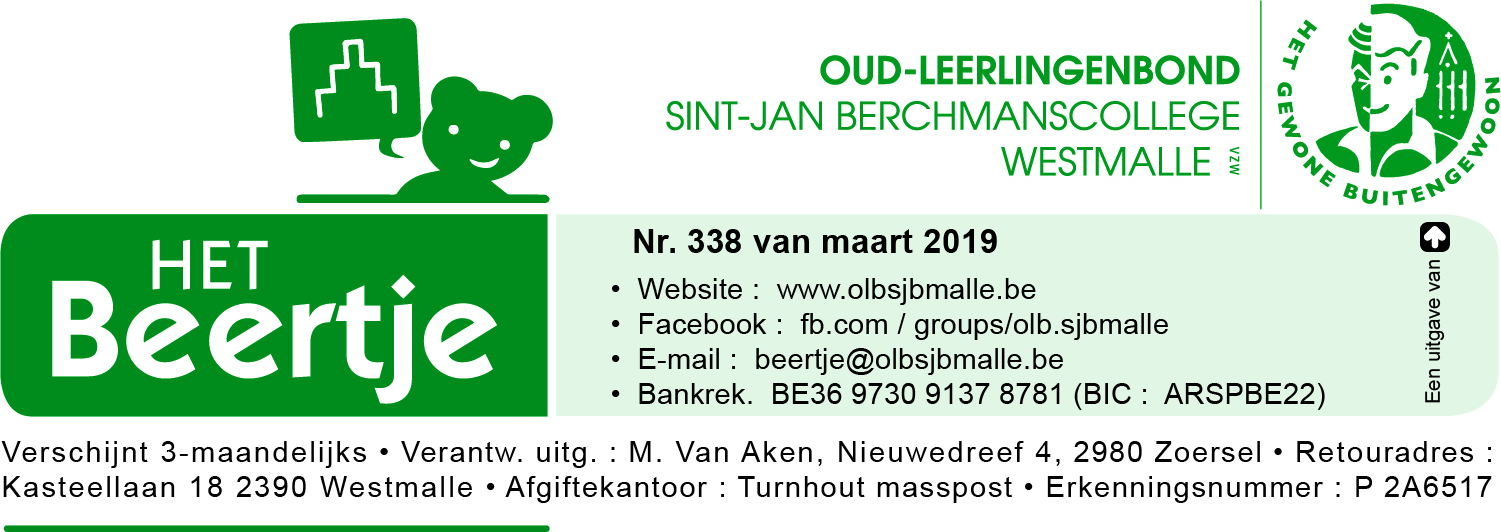 OUD-LEERLINGENBOND
SINT-JAN BERCHMANSCOLLEGE
WESTMALLE VZW
HET GEWONE BUITENGEWOON
HET
Beertje
Nr. 338 van maart 2019
• Website : www.olbsjbmalle.be
• Facebook : fb.com / groups/olb.sjbmalle
• E-mail : beertje@olbsjbmalle.be
• Bankrek. BE36 9730 9137 8781 (BIC : ARSPBE22)
Een uitgave van
Verschijnt 3-maandelijks • Verantw. uitg. : M. Van Aken, Nieuwedreef 4, 2980 Zoersel • Retouradres :
Kasteellaan 18 2390 Westmalle • Afgiftekantoor : Turnhout masspost • Erkenningsnummer : P 2A6517